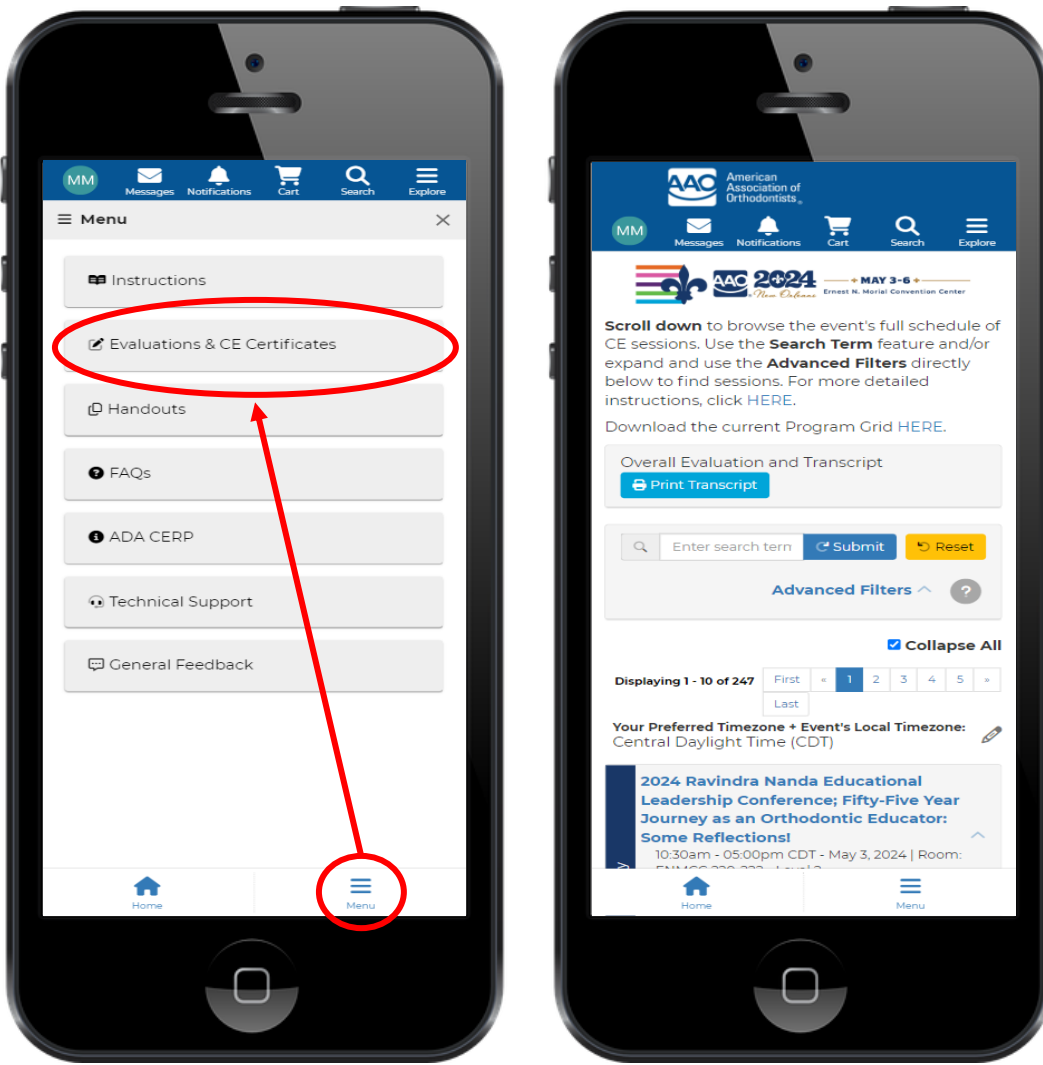 MM
Messages Notifications Cart Search Explore
Menu
Instructions
Evaluations & CE Certificates
Handouts
FAQs
ADA CERP
Technical Support
General Feedback
Home Menu
AAO American
Association of
Orthodontists®
MM
Messages Notifications Cart Search Explore
AAO 2024 MAY 3-6
New Orleans Ernest N. Morial Convention Center
Scroll down to browse the event's full schedule of
CE sessions. Use the Search Term feature and/or
expand and use the Advanced Filters directly
below to find sessions. For more detailed
instructions, click HERE.
Download the current Program Grid HERE.
Overall Evaluation and Transcript
Print Transcript
Enter search tern Submit Reset
Advanced Filters ?
Collapse All
Displaying 1 - 10 of 247 First « 1 2 3 4 5 »
Last
Your Preferred Timezone + Event's Local Timezone:
Central Daylight Time (CDT)
2024 Ravindra Nanda Educational
Leadership Conference; Fifty-Five Year
Journey as an Orthodontic Educator:
Some Reflections!
10:30am - 05:00pm CDT - May 3, 2024 | Room:
Home Menu